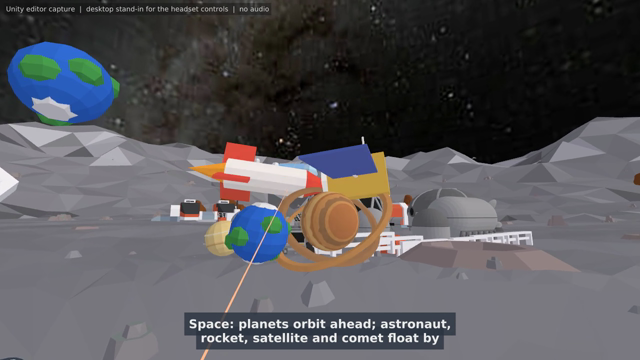 Unity editor capture | desktop stand-in for the headset controls | no audio
Space: planets orbit ahead; astronaut,
rocket, satellite and comet float by